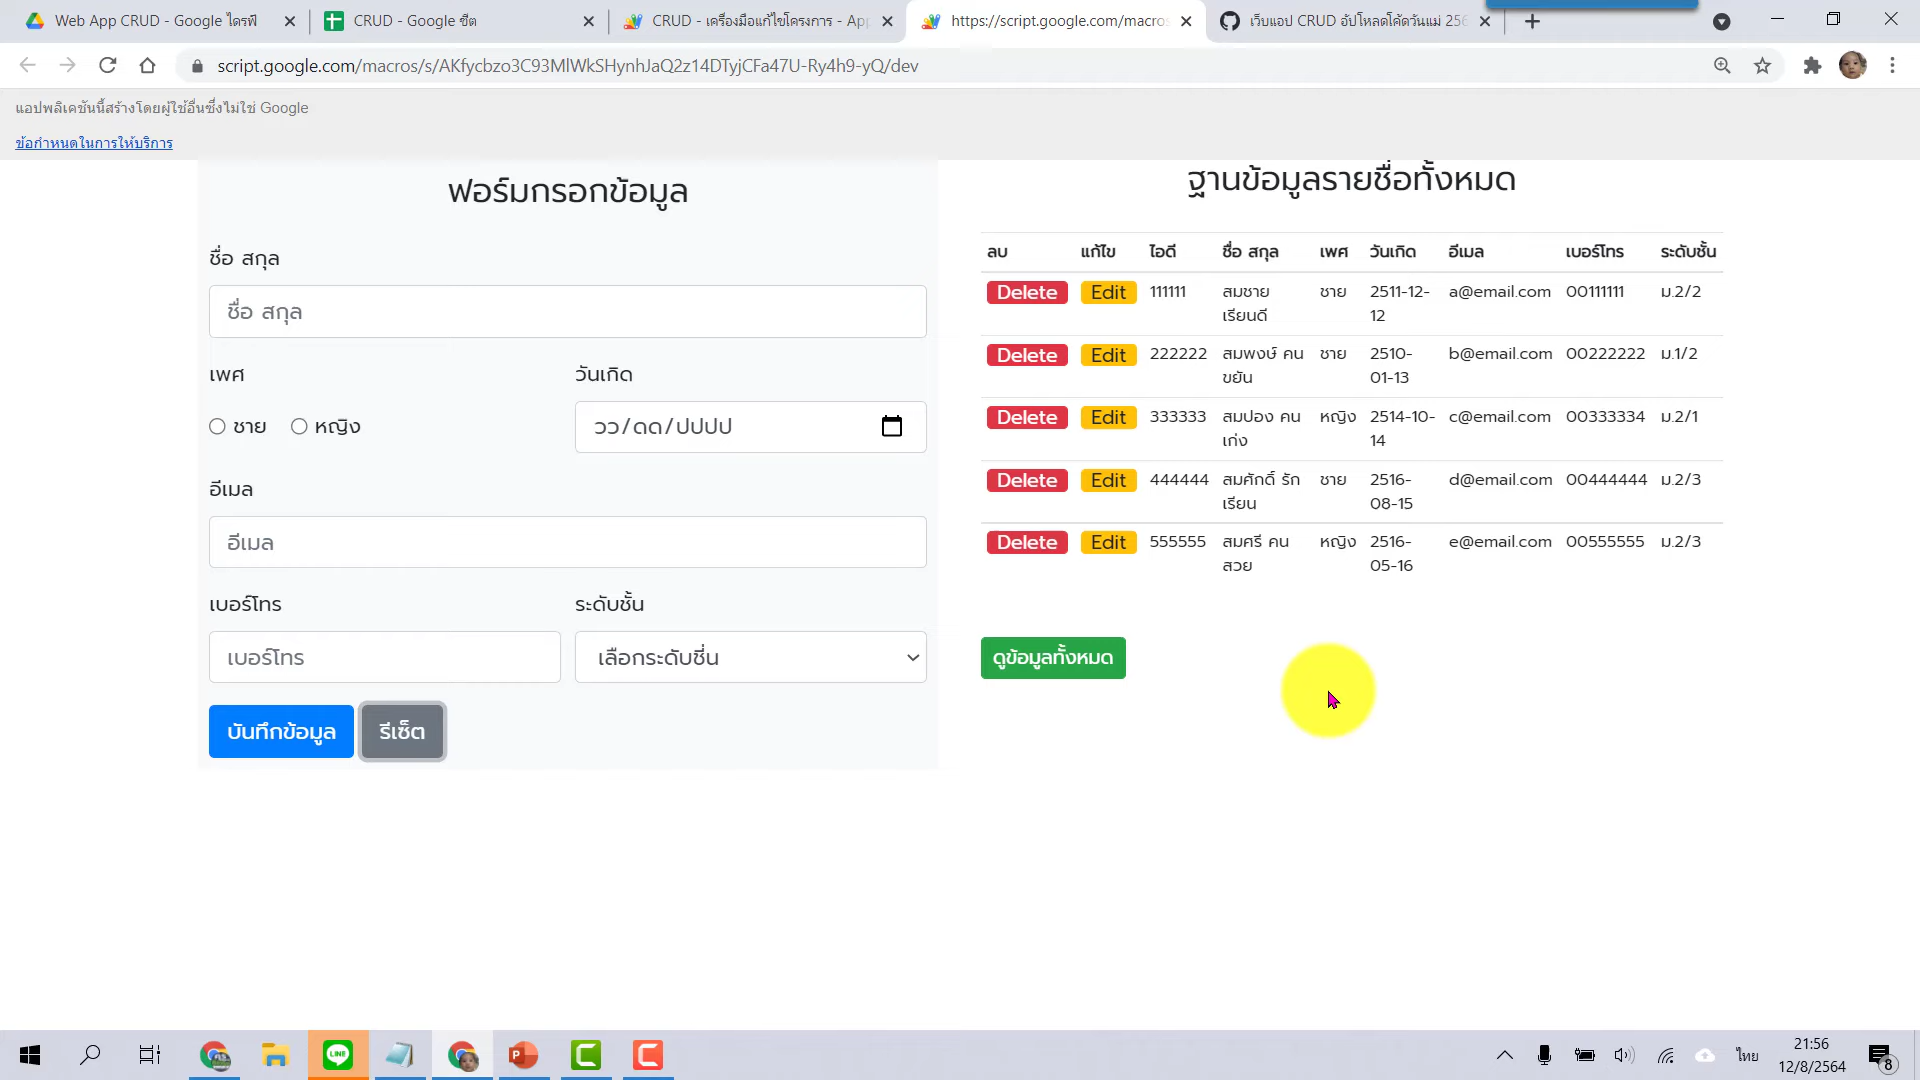 Web App CRUD - Google ไดรฟ์
CRUD - Google ชีต
CRUD - เครื่องมือแก้ไขโครงการ - App
https://script.google.com/macros
เว็บแอป CRUD อัปโหลดโค้ดวันแม่ 256
script.google.com/macros/s/AKfycbzo3C93MlWkSHynhJaQ2z14DTyjCFa47U-Ry4h9-yQ/dev
แอปพลิเคชันนี้สร้างโดยผู้ใช้อื่นซึ่งไม่ใช่ Google
ข้อกำหนดในการให้บริการ
ฟอร์มกรอกข้อมูล
ชื่อ สกุล
ชื่อ สกุล
เพศ วันเกิด
ชาย หญิง วว/ดด/ปปปป
อีเมล
อีเมล
เบอร์โทร ระดับชั้น
เบอร์โทร เลือกระดับชี่น
บันทึกข้อมูล รีเซ็ต
ฐานข้อมูลรายชื่อทั้งหมด
ลบ แก้ไข ไอดี ชื่อ สกุล เพศ วันเกิด อีเมล เบอร์โทร ระดับชั้น
Delete Edit 111111 สมชาย ชาย 2511-12- a@email.com 00111111 ม.2/2
เรียนดี 12
Delete Edit 222222 สมพงษ์ คน ชาย 2510- b@email.com 00222222 ม.1/2
ขยัน 01-13
Delete Edit 333333 สมปอง คน หญิง 2514-10- c@email.com 00333334 ม.2/1
เก่ง 14
Delete Edit 444444 สมศักดิ์ รัก ชาย 2516- d@email.com 00444444 ม.2/3
เรียน 08-15
Delete Edit 555555 สมศรี คน หญิง 2516- e@email.com 00555555 ม.2/3
สวย 05-16
ดูข้อมูลทั้งหมด
LINE
ไทย
21:56
12/8/2564
8